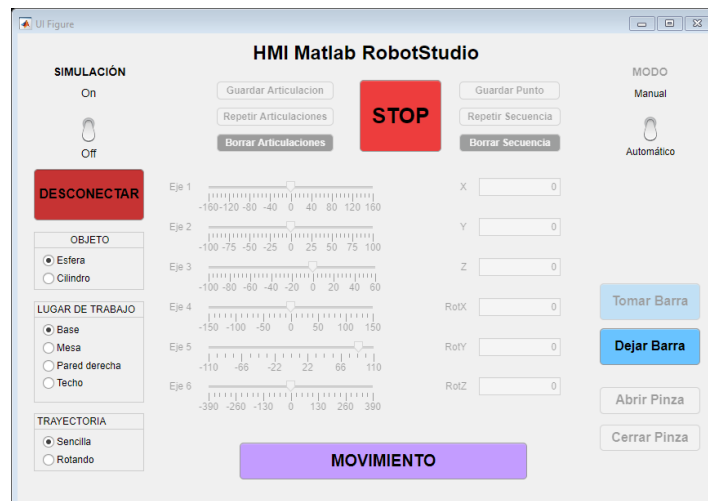 UI Figure
HMI Matlab RobotStudio
SIMULACIÓN
On
Off
Guardar Articulacion
Repetir Articulaciones
Borrar Articulaciones
STOP
Guardar Punto
Repetir Secuencia
Borrar Secuencia
MODO
Manual
Automático
DESCONECTAR
OBJETO
Esfera
Cilindro
LUGAR DE TRABAJO
Base
Mesa
Pared derecha
Techo
TRAYECTORIA
Sencilla
Rotando
Eje 1
-160 -120 -80 -40 0 40 80 120 160
Eje 2
-100 -75 -50 -25 0 25 50 75 100
Eje 3
-100 -80 -60 -40 -20 0 20 40 60
Eje 4
-150 -100 -50 0 50 100 150
Eje 5
-110 -66 -22 22 66 110
Eje 6
-390 -260 -130 0 130 260 390
X 0
Y 0
Z 0
RotX 0
RotY 0
RotZ 0
Tomar Barra
Dejar Barra
Abrir Pinza
Cerrar Pinza
MOVIMIENTO